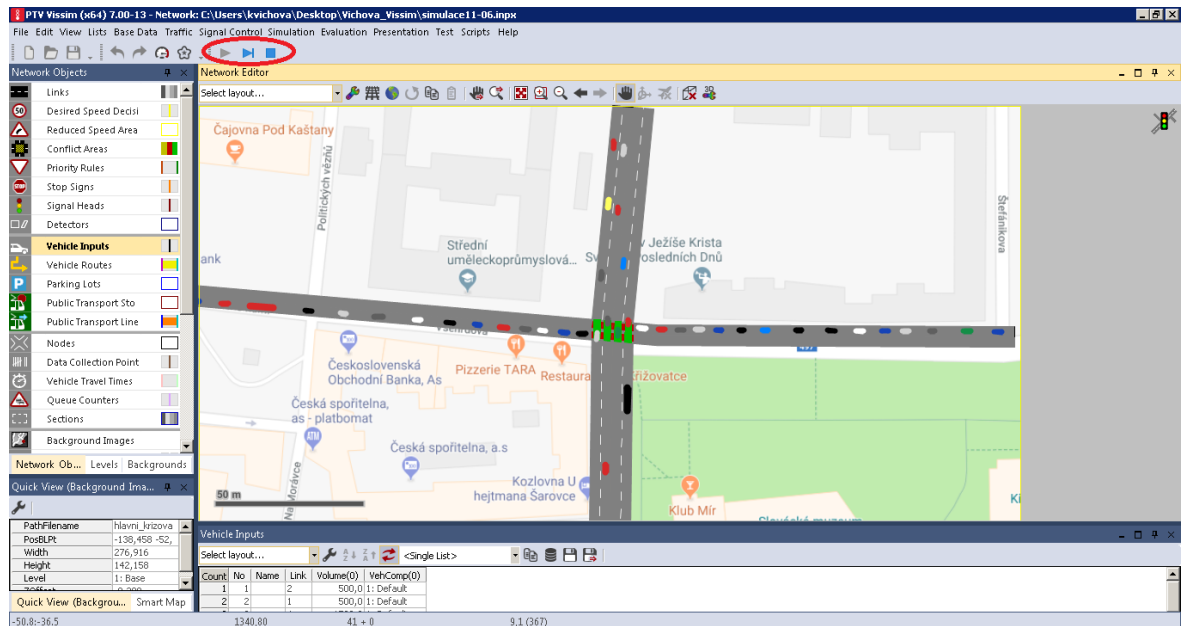 PTV Vissim (x64) 7.00-13 - Network: C:\Users\kvichova\Desktop\Vichova_Vissim\simulace11-06.inpx
File Edit View Lists Base Data Traffic Signal Control Simulation Evaluation Presentation Test Scripts Help
Network Objects
Links
Desired Speed Decisi
Reduced Speed Area
Conflict Areas
Priority Rules
Stop Signs
Signal Heads
Detectors
Vehicle Inputs
Vehicle Routes
Parking Lots
Public Transport Sto
Public Transport Line
Nodes
Data Collection Point
Vehicle Travel Times
Queue Counters
Sections
Background Images
Network Ob... Levels Backgrounds
Quick View (Background Ima...
PathFilename hlavni_krizova
PosBLPt -138,458 -52,
Width 276,916
Height 142,158
Level 1: Base
Quick View (Backgrou... Smart Map
Network Editor
Select layout...
Čajovna Pod Kaštany
Politických vězňů
Štefánikova
ank
Střední
uměleckoprůmyslová...
Ježíše Krista
osledních Dnů
Československá
Obchodní Banka, As
Pizzerie TARA
Restaura
řižovatce
Česká spořitelna,
as - platbomat
ATM
Česká spořitelna, a.s
Na Morávce
Kozlovna U
hejtmana Šarovce
Klub Mír
50 m
Vehicle Inputs
Select layout... <Single List>
Count No Name Link Volume(0) VehComp(0)
1 1 2 500,0 1: Default
2 2 1 500,0 1: Default
-50.8:-36.5 1340,80 41 + 0 9,1 (367)